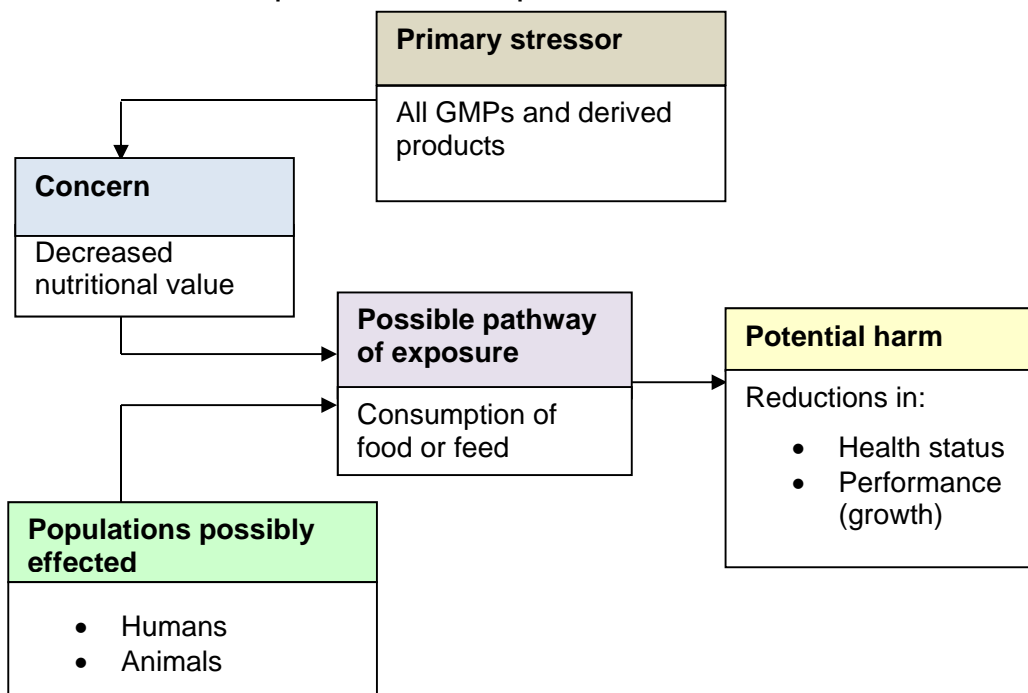 Primary stressor
All GMPs and derived
products
Concern
Decreased
nutritional value
Possible pathway
of exposure
Consumption of
food or feed
Potential harm
Reductions in:
• Health status
• Performance
(growth)
Populations possibly
effected
• Humans
• Animals